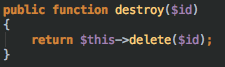 public function destroy($id)
{
    return $this->delete($id);
}